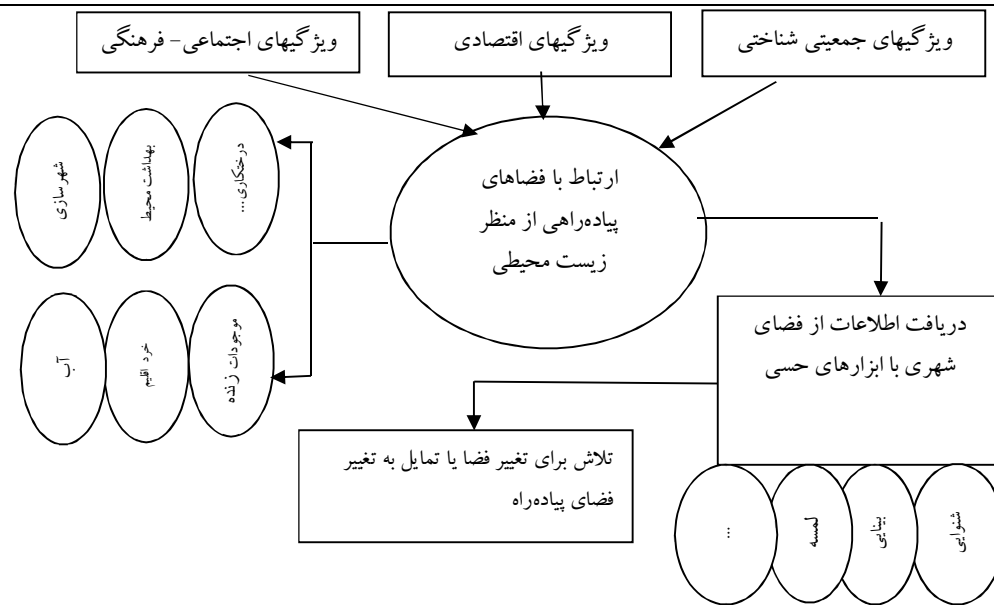 ویژگیهای جمعیتی شناختی
ویژگیهای اقتصادی
ویژگیهای اجتماعی- فرهنگی
ارتباط با فضاهای
پیاده‌راهی از منظر
زیست محیطی
درختکاری....
بهداشت محیط
شهرسازی
موجودات زنده
خرد اقلیم
آب
دریافت اطلاعات از فضای
شهری با ابزارهای حسی
شنوایی
بینایی
لمسه
...
تلاش برای تغییر فضا یا تمایل به تغییر
فضای پیاده‌راه